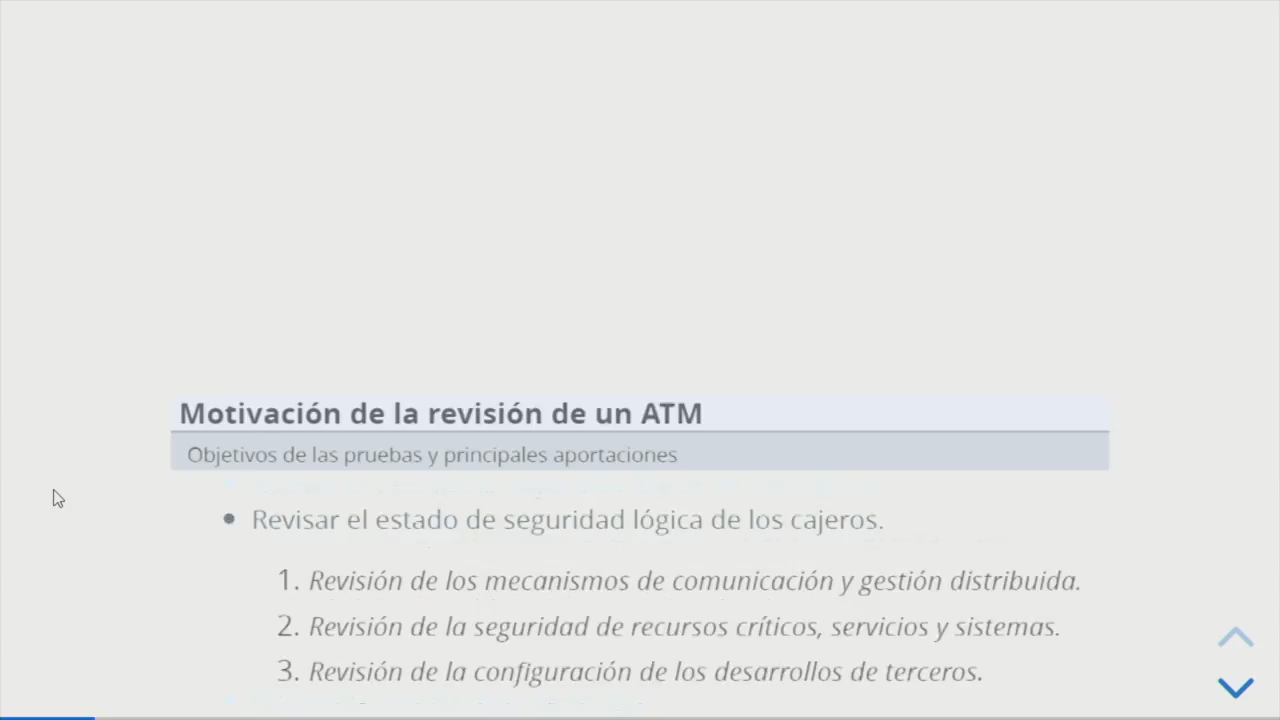 Motivación de la revisión de un ATM
Objetivos de las pruebas y principales aportaciones
• Revisar el estado de seguridad lógica de los cajeros.
1. Revisión de los mecanismos de comunicación y gestión distribuida.
2. Revisión de la seguridad de recursos críticos, servicios y sistemas.
3. Revisión de la configuración de los desarrollos de terceros.